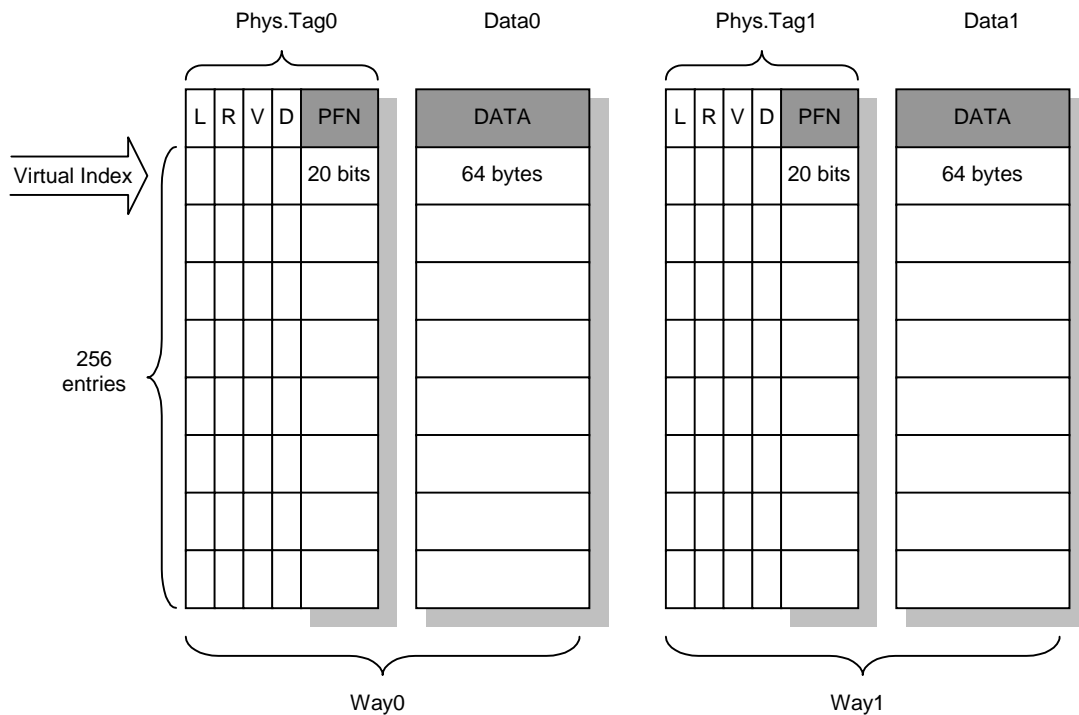 Phys.Tag0 Data0 Phys.Tag1 Data1
L R V D PFN DATA L R V D PFN DATA
Virtual Index 20 bits 64 bytes 20 bits 64 bytes
256
entries
Way0 Way1